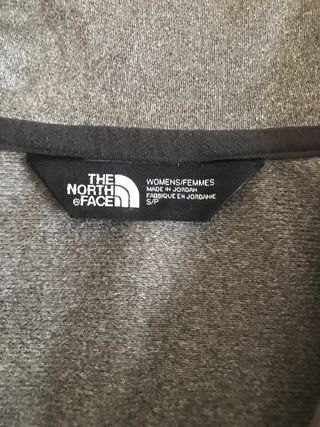 THE
NORTH
FACE
WOMENS/FEMMES
MADE IN JORDAN
FABRIQUE EN JORDANIE
S/P